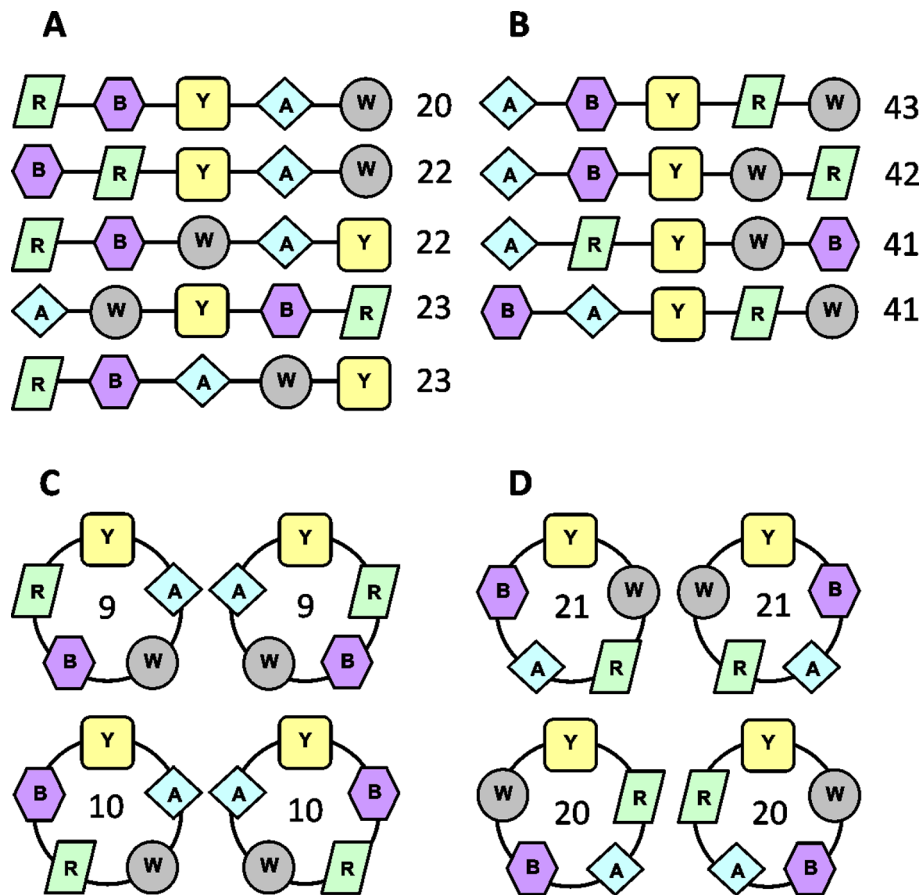 A
R B Y A W 20
B R Y A W 22
R B W A Y 22
A W Y B R 23
R B A W Y 23
B
A B Y R W 43
A B Y W R 42
A R Y W B 41
B A Y R W 41
C
Y
R A
9
B W
Y
A R
9
W B
Y
B A
10
R W
Y
A B
10
W R
D
Y
B W
21
A R
Y
W B
21
R A
Y
W R
20
B A
Y
R W
20
A B